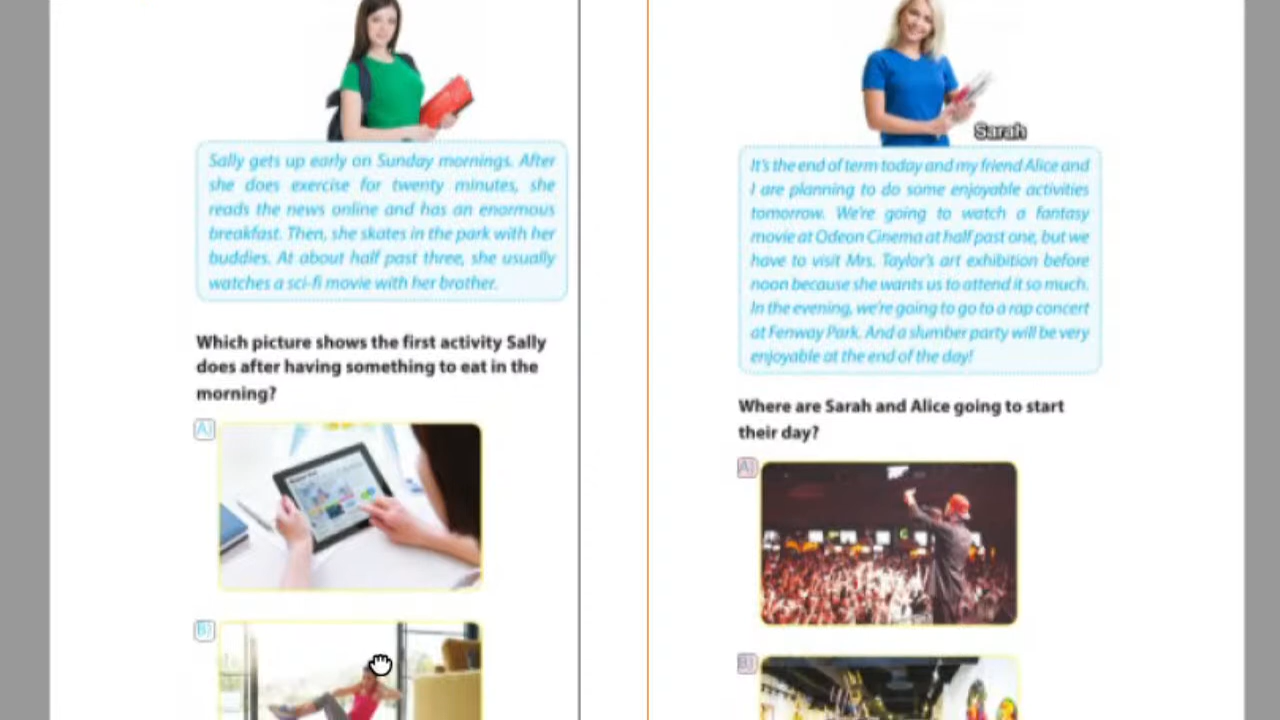 Sally gets up early on Sunday mornings. After
she does exercise for twenty minutes, she
reads the news online and has an enormous
breakfast. Then, she skates in the park with her
buddies. At about half past three, she usually
watches a sci-fi movie with her brother.
Which picture shows the first activity Sally
does after having something to eat in the
morning?
A)
B)
Sarah
It's the end of term today and my friend Alice and
I are planning to do some enjoyable activities
tomorrow. We're going to watch a fantasy
movie at Odeon Cinema at half past one, but we
have to visit Mrs. Taylor's art exhibition before
noon because she wants us to attend it so much.
In the evening, we're going to go to a rap concert
at Fenway Park. And a slumber party will be very
enjoyable at the end of the day!
Where are Sarah and Alice going to start
their day?
A)
B)